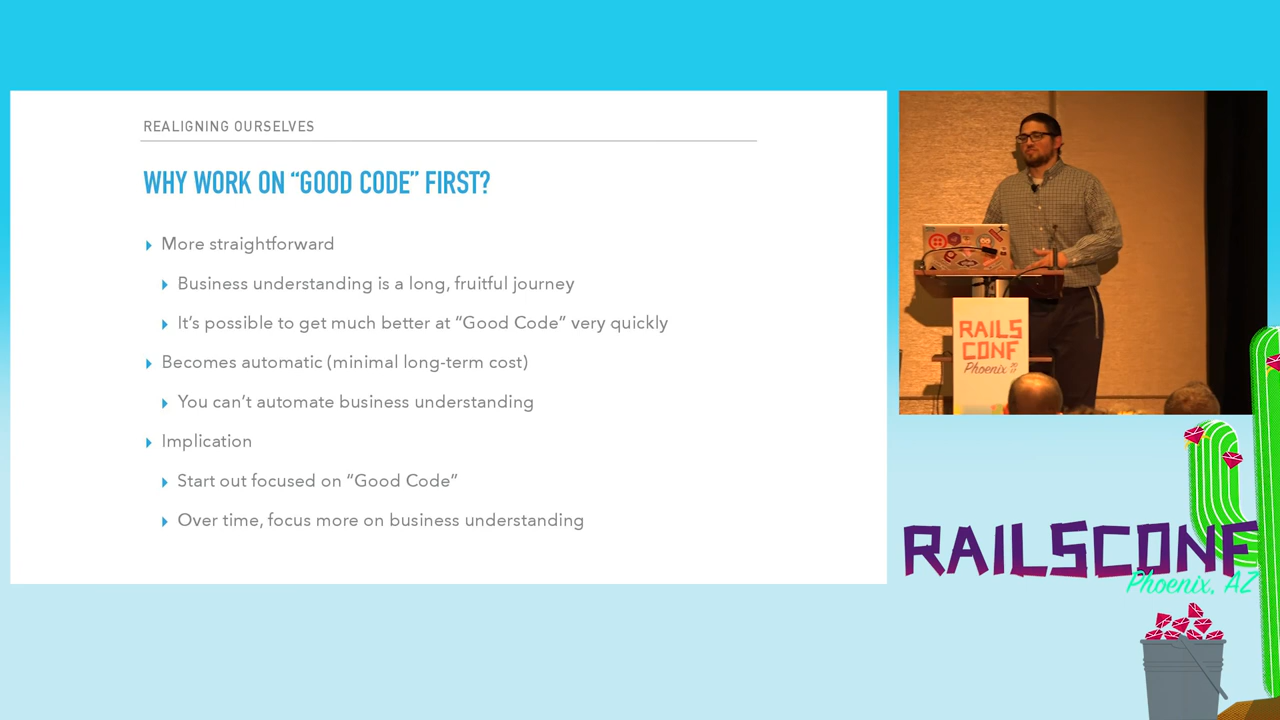 REALIGNING OURSELVES
WHY WORK ON “GOOD CODE” FIRST?
More straightforward
Business understanding is a long, fruitful journey
It’s possible to get much better at “Good Code” very quickly
Becomes automatic (minimal long-term cost)
You can’t automate business understanding
Implication
Start out focused on “Good Code”
Over time, focus more on business understanding
RAILS
CONF
Phoenix
RAILSCONF
Phoenix, AZ